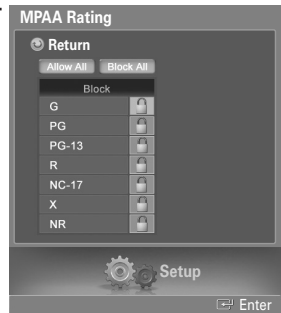 MPAA Rating
Return
Allow All Block All
Block
G
PG
PG-13
R
NC-17
X
NR
Setup
Enter